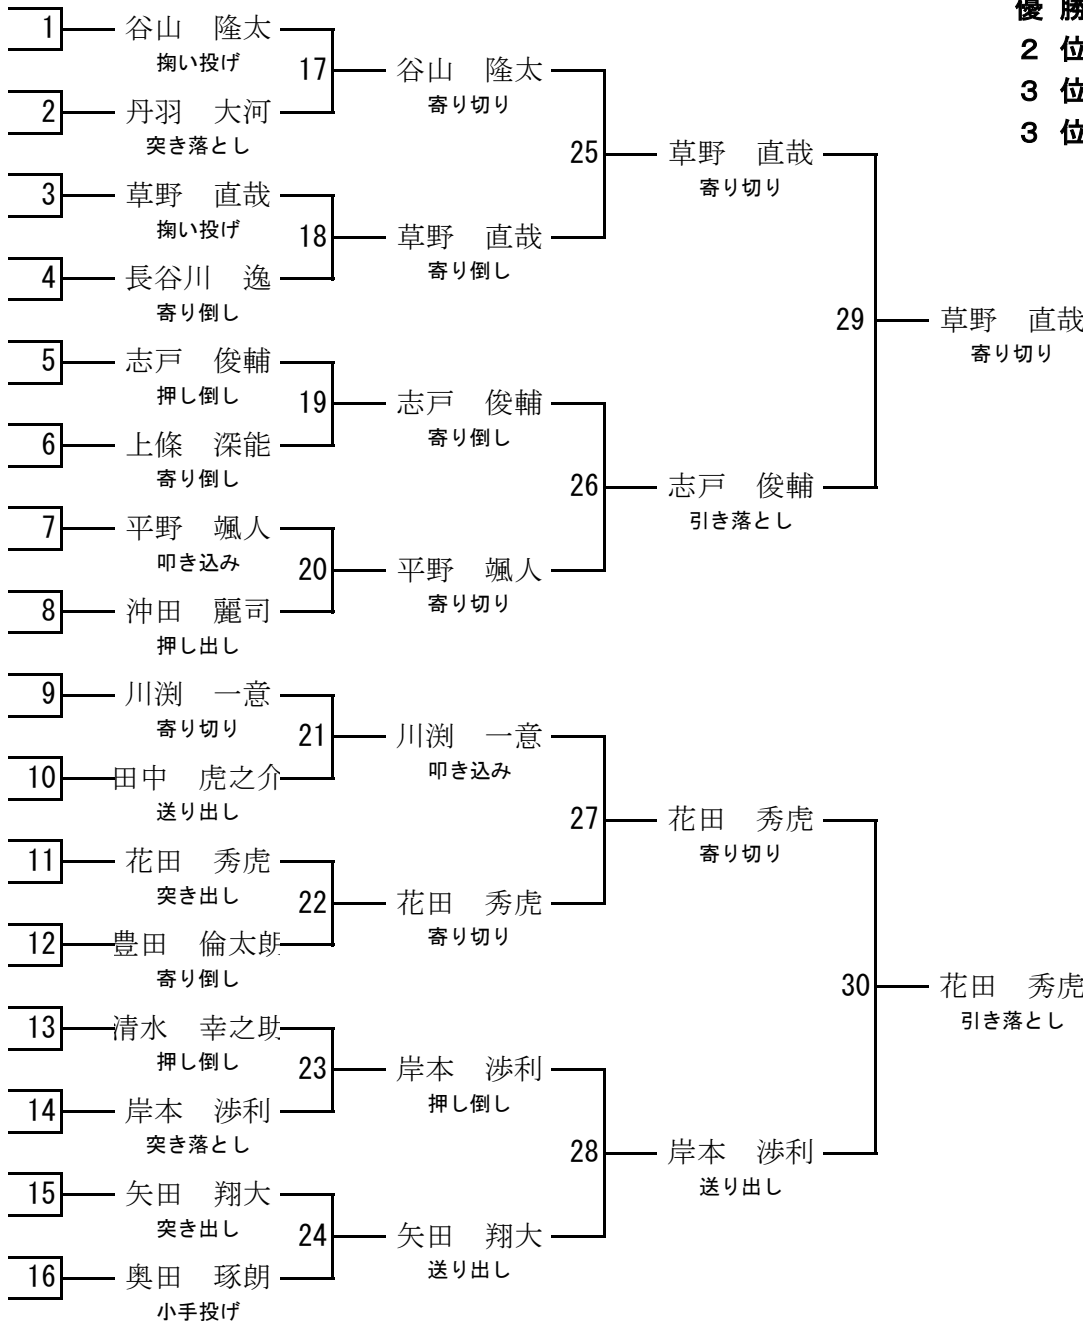 優 勝
２ 位
３ 位
３ 位
1 谷山 隆太
掬い投げ
17 谷山 隆太
寄り切り
2 丹羽 大河
突き落とし
25 草野 直哉
寄り切り
3 草野 直哉
掬い投げ
18 草野 直哉
寄り倒し
4 長谷川 逸
寄り倒し
29 草野 直哉
寄り切り
5 志戸 俊輔
押し倒し
19 志戸 俊輔
寄り倒し
6 上條 深能
寄り倒し
26 志戸 俊輔
引き落とし
7 平野 颯人
叩き込み
20 平野 颯人
寄り切り
8 沖田 麗司
押し出し
9 川渕 一意
寄り切り
21 川渕 一意
叩き込み
10 田中 虎之介
送り出し
27 花田 秀虎
寄り切り
11 花田 秀虎
突き出し
22 花田 秀虎
寄り切り
12 豊田 倫太朗
寄り倒し
30 花田 秀虎
引き落とし
13 清水 幸之助
押し倒し
23 岸本 渉利
押し倒し
14 岸本 渉利
突き落とし
28 岸本 渉利
送り出し
15 矢田 翔大
突き出し
24 矢田 翔大
送り出し
16 奥田 琢朗
小手投げ